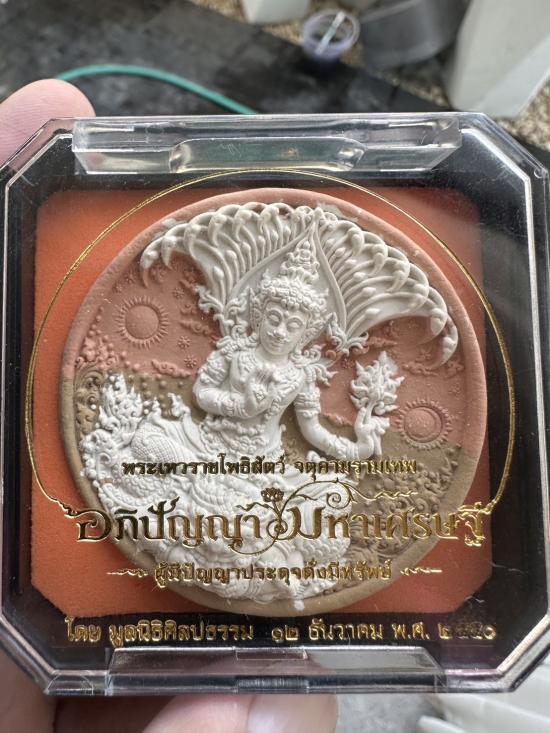 พระเทวราชโพธิสัตว์ จตุคามรามเทพ
อภิปัญญามหาเศรษฐี
ผู้มีปัญญาประดุจดั่งมีทรัพย์
โดย มูลนิธิศิลปธรรม ๑๒ ธันวาคม พ.ศ. ๒๕๕๐